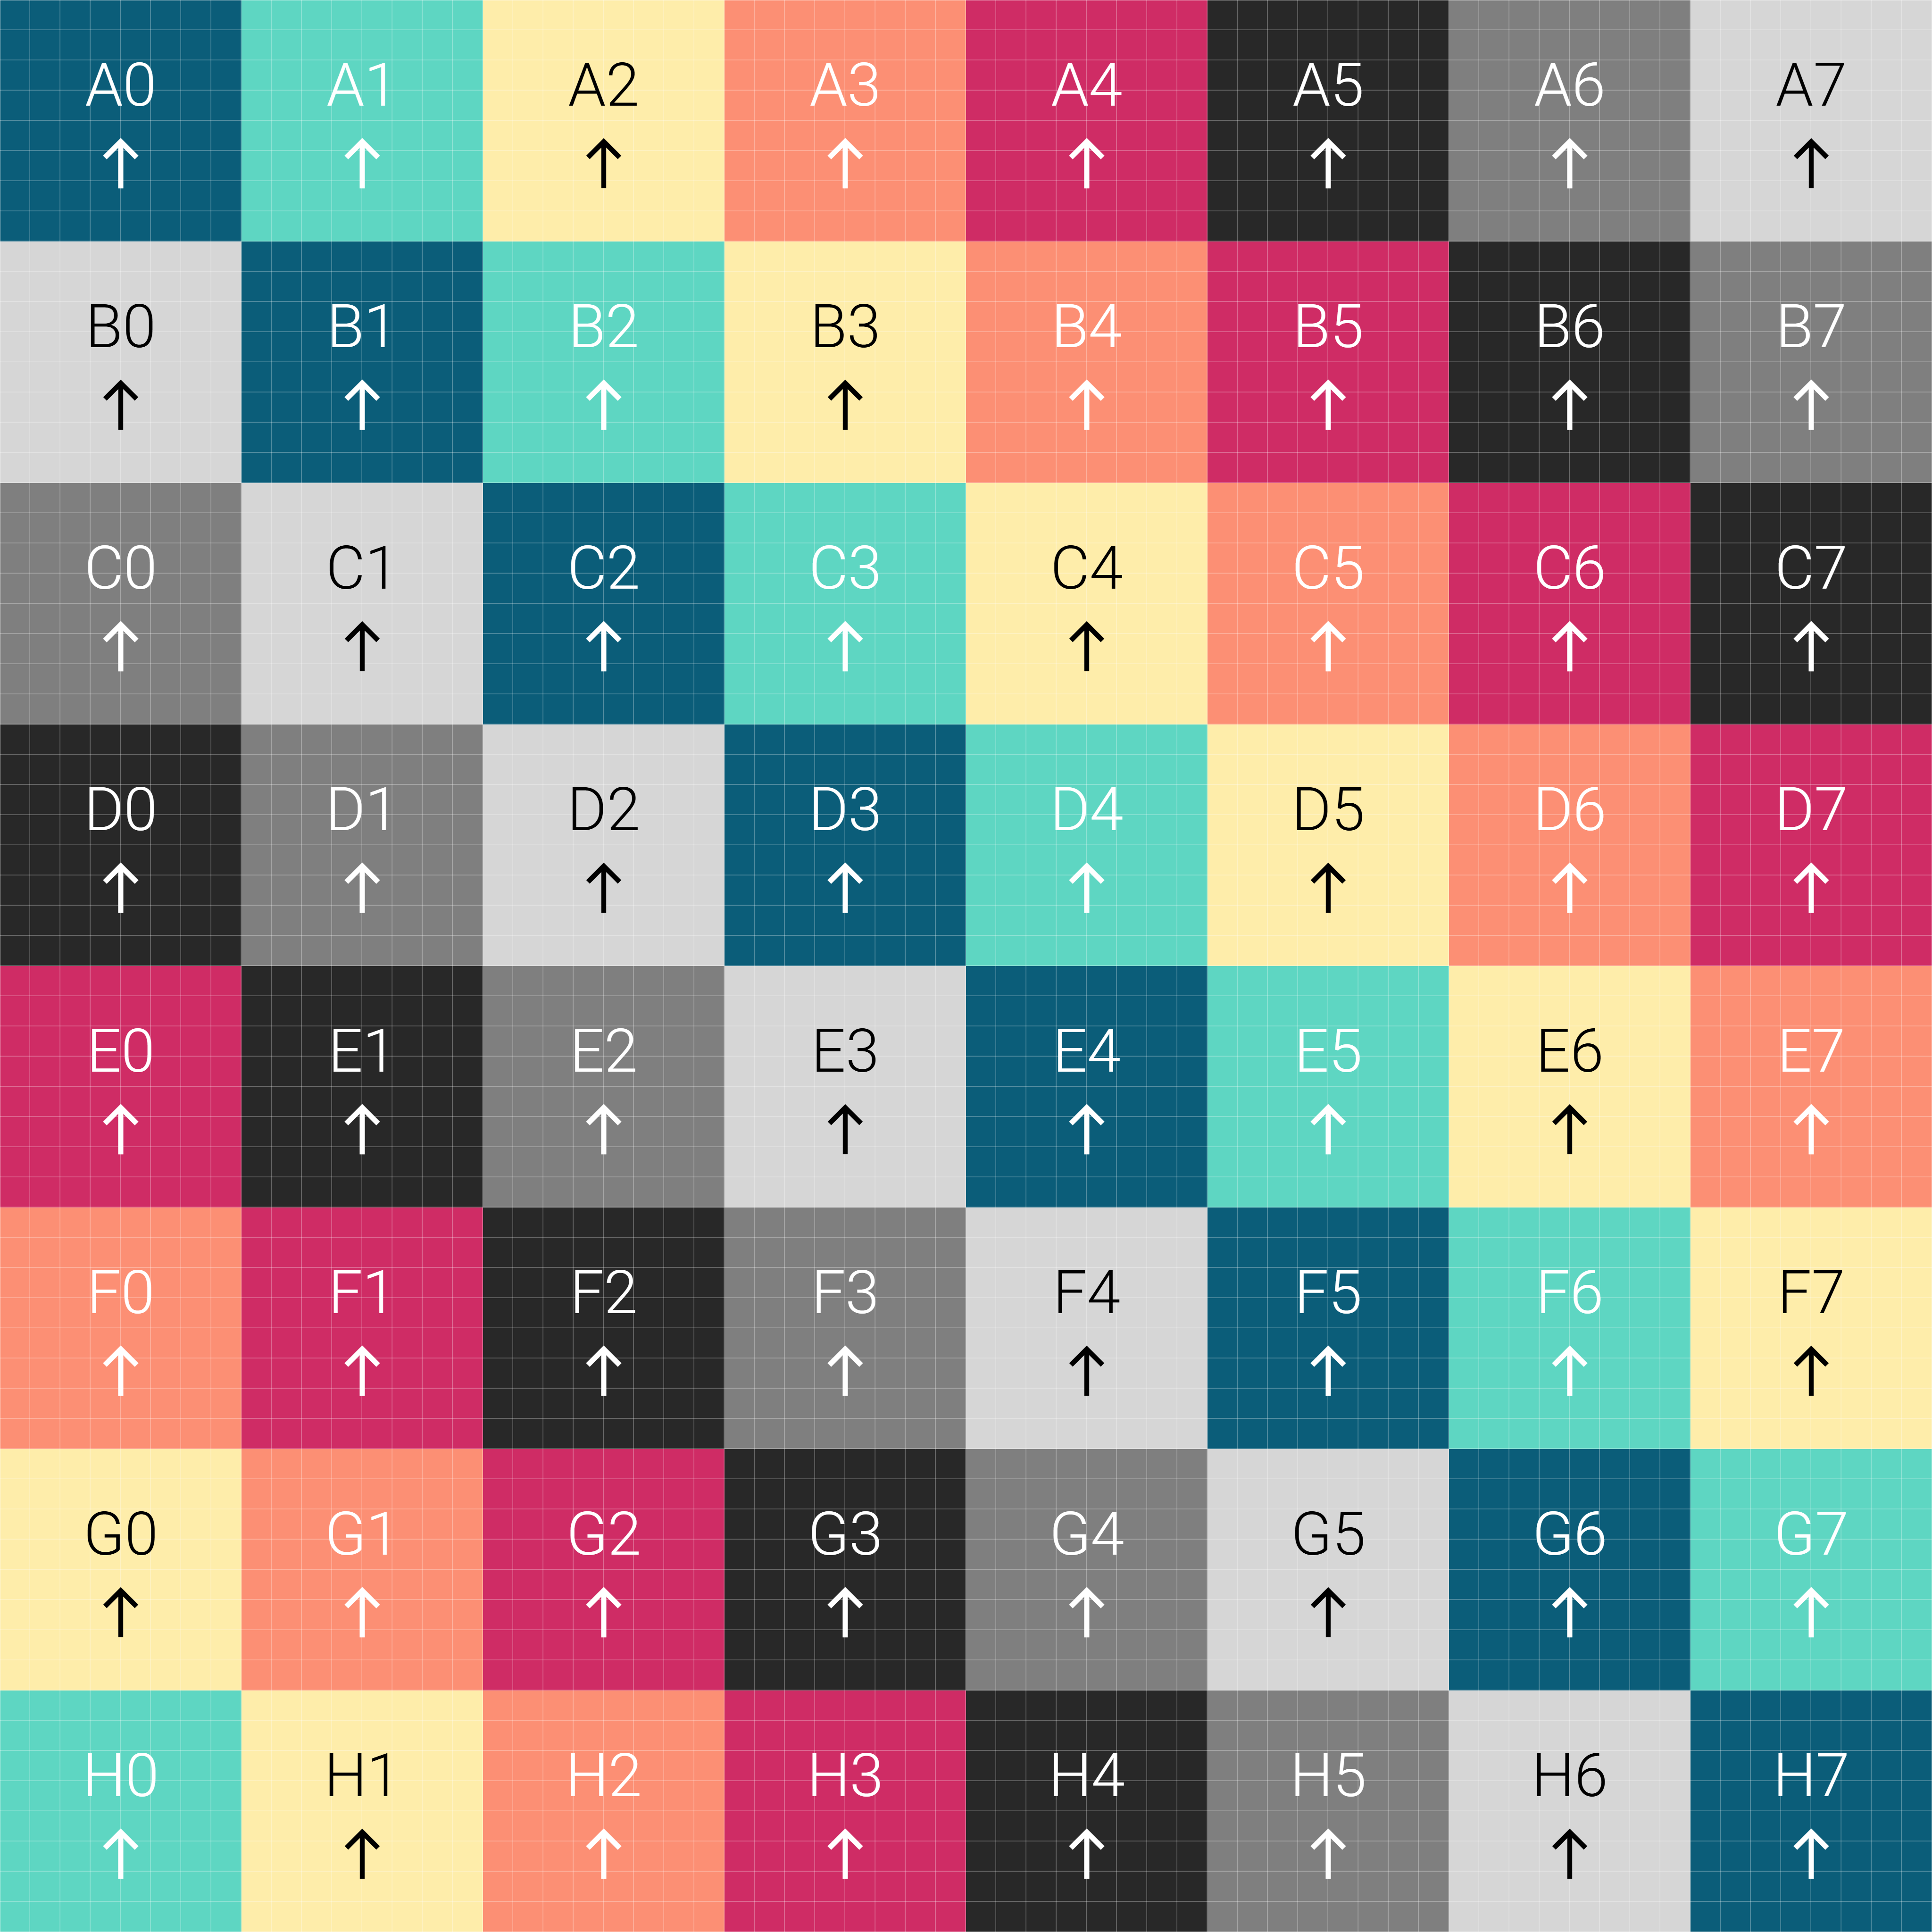 A0 A1 A2 A3 A4 A5 A6 A7
↑ ↑ ↑ ↑ ↑ ↑ ↑ ↑
B0 B1 B2 B3 B4 B5 B6 B7
↑ ↑ ↑ ↑ ↑ ↑ ↑ ↑
C0 C1 C2 C3 C4 C5 C6 C7
↑ ↑ ↑ ↑ ↑ ↑ ↑ ↑
D0 D1 D2 D3 D4 D5 D6 D7
↑ ↑ ↑ ↑ ↑ ↑ ↑ ↑
E0 E1 E2 E3 E4 E5 E6 E7
↑ ↑ ↑ ↑ ↑ ↑ ↑ ↑
F0 F1 F2 F3 F4 F5 F6 F7
↑ ↑ ↑ ↑ ↑ ↑ ↑ ↑
G0 G1 G2 G3 G4 G5 G6 G7
↑ ↑ ↑ ↑ ↑ ↑ ↑ ↑
H0 H1 H2 H3 H4 H5 H6 H7
↑ ↑ ↑ ↑ ↑ ↑ ↑ ↑